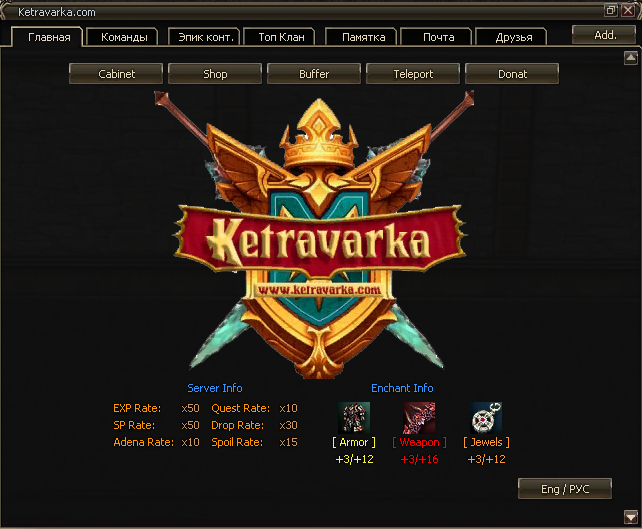 Ketravarka.com
Главная Команды Эпик конт. Топ Клан Памятка Почта Друзья Add.
Cabinet Shop Buffer Teleport Donat
Ketravarka
www.ketravarka.com
Server Info Enchant Info
EXP Rate: x50 Quest Rate: x10
SP Rate: x50 Drop Rate: x30
Adena Rate: x10 Spoil Rate: x15
[ Armor ] [ Weapon ] [ Jewels ]
+3/+12 +3/+16 +3/+12
Eng / РУС